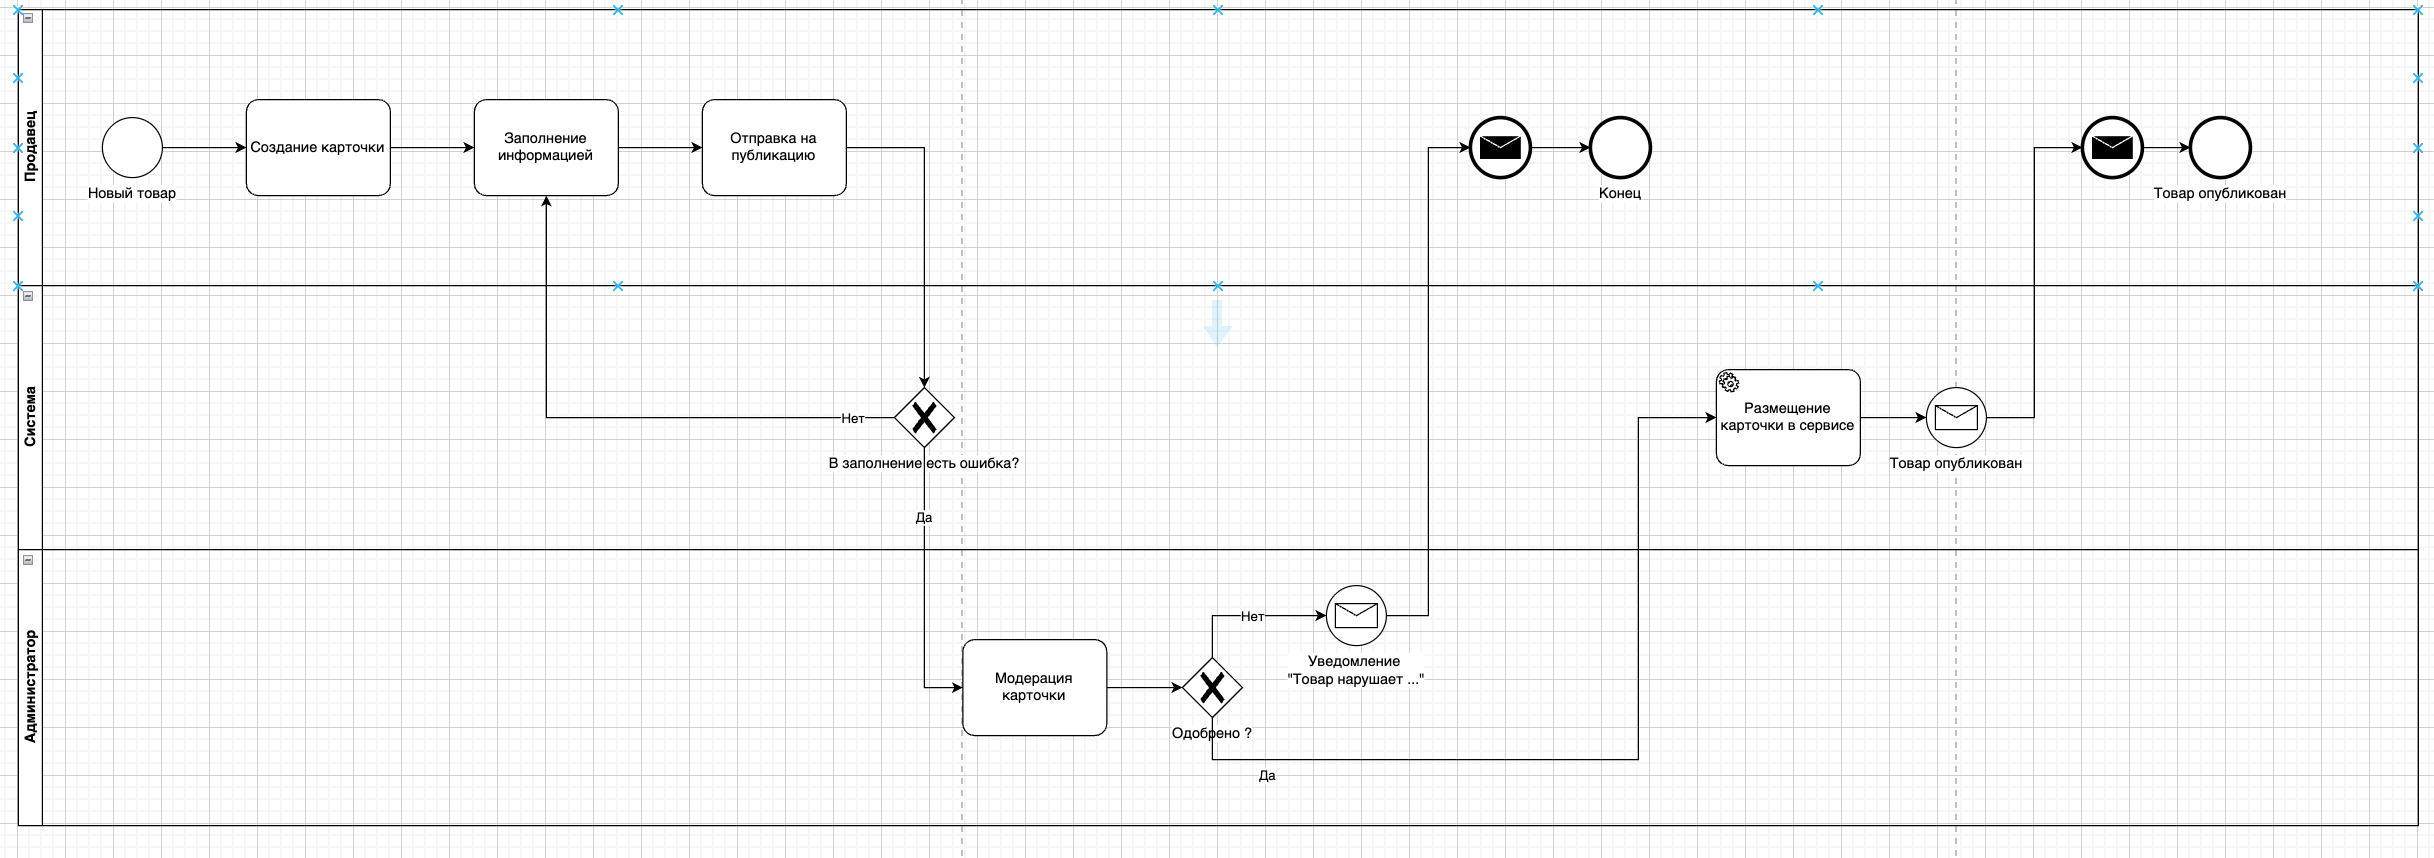 Продавец
Новый товар
Создание карточки
Заполнение
информацией
Отправка на
публикацию
Конец
Товар опубликован
Система
Нет
В заполнение есть ошибка?
Да
Размещение
карточки в сервисе
Товар опубликован
Администратор
Модерация
карточки
Нет
Одобрено ?
Да
Уведомление
"Товар нарушает ..."